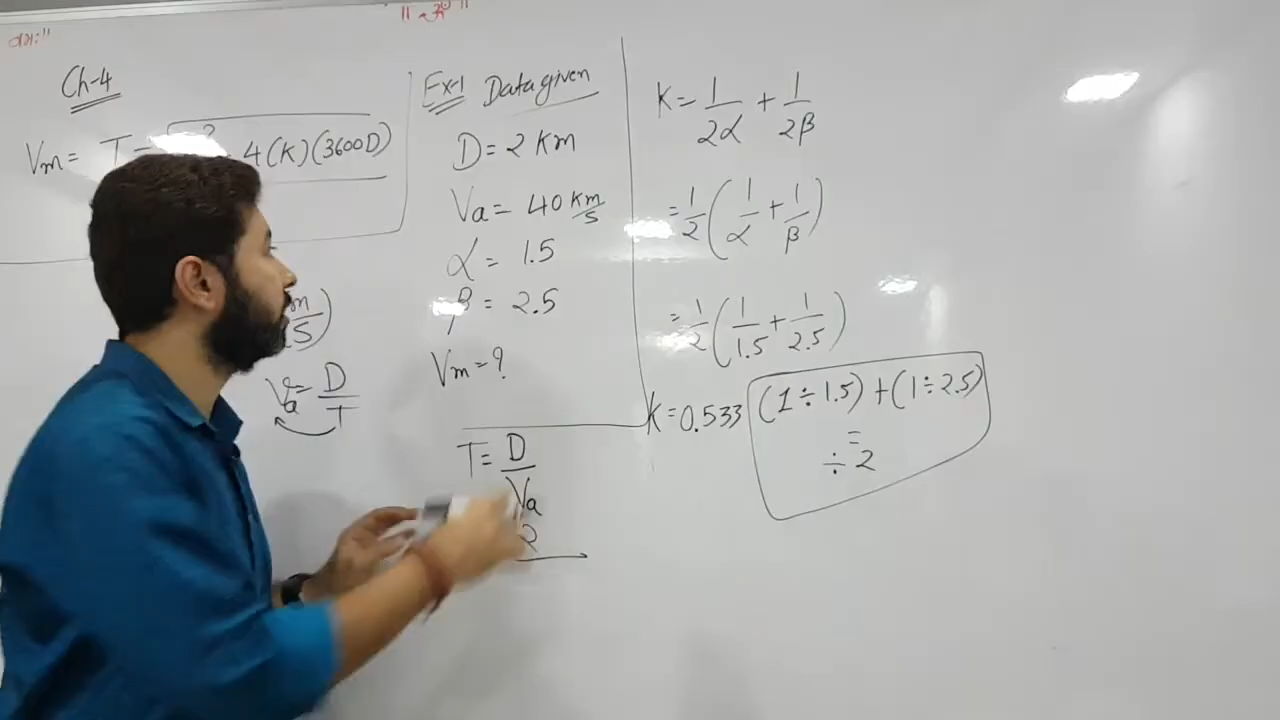 Ch-4
Vm = T - 4(K)(3600D)
Va = D/T
Ex-1 Data given
D = 2 Km
Va = 40 Km/S
α = 1.5
β = 2.5
Vm = ?
T = D/Va
2
K = 1/2α + 1/2β
= 1/2 (1/α + 1/β)
= 1/2 (1/1.5 + 1/2.5)
K = 0.533
(1 ÷ 1.5) + (1 ÷ 2.5)
=
÷ 2